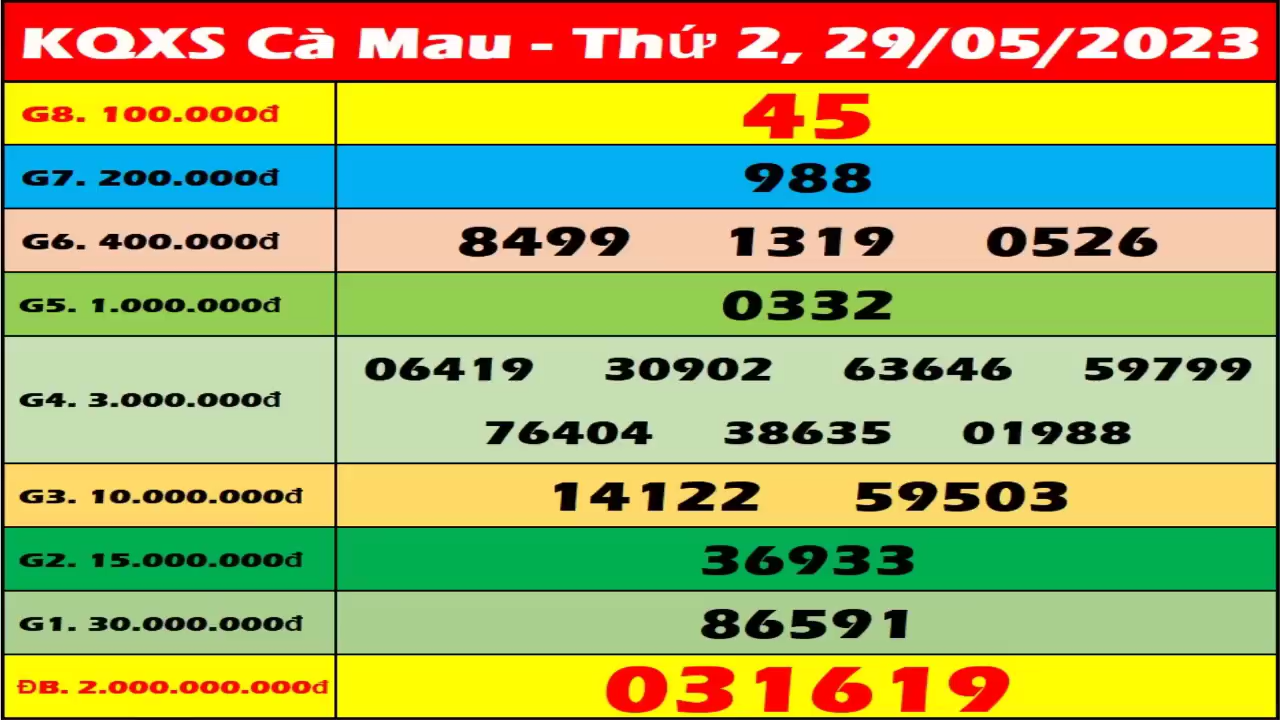 KQXS Cà Mau - Thứ 2, 29/05/2023
G8. 100.000đ 45
G7. 200.000đ 988
G6. 400.000đ 8499 1319 0526
G5. 1.000.000đ 0332
G4. 3.000.000đ 06419 30902 63646 59799
76404 38635 01988
G3. 10.000.000đ 14122 59503
G2. 15.000.000đ 36933
G1. 30.000.000đ 86591
ĐB. 2.000.000.000đ 031619